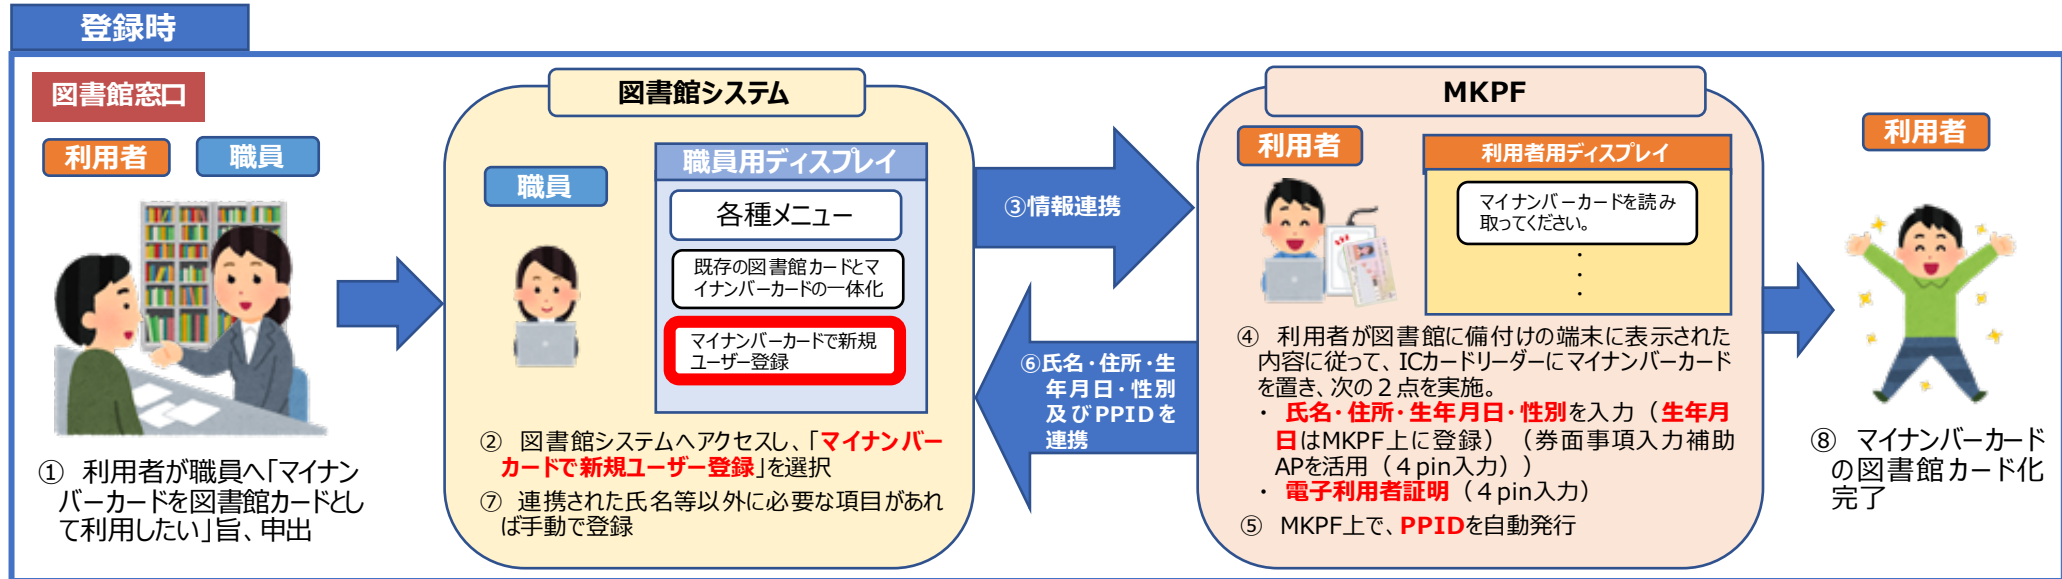 登録時
図書館窓口
利用者
職員
① 利用者が職員へ「マイナン
バーカードを図書館カードとし
て利用したい」旨、申出
図書館システム
職員
職員用ディスプレイ
各種メニュー
既存の図書館カードとマ
イナンバーカードの一体化
マイナンバーカードで新規
ユーザー登録
② 図書館システムへアクセスし、「マイナンバー
カードで新規ユーザー登録」を選択
⑦ 連携された氏名等以外に必要な項目があれ
ば手動で登録
③情報連携
⑥氏名・住所・生
年月日・性別
及びPPIDを
連携
MKPF
利用者
利用者用ディスプレイ
マイナンバーカードを読み
取ってください。
・
・
・
④ 利用者が図書館に備付けの端末に表示された
内容に従って、ICカードリーダーにマイナンバーカード
を置き、次の２点を実施。
・ 氏名・住所・生年月日・性別を入力（生年月
日はMKPF上に登録）（券面事項入力補助
APを活用（４pin入力））
・ 電子利用者証明（４pin入力）
⑤ MKPF上で、PPIDを自動発行
利用者
⑧ マイナンバーカード
の図書館カード化
完了